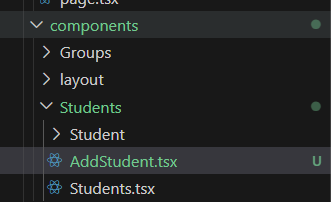 page.tsx
components
Groups
layout
Students
Student
AddStudent.tsx U
Students.tsx